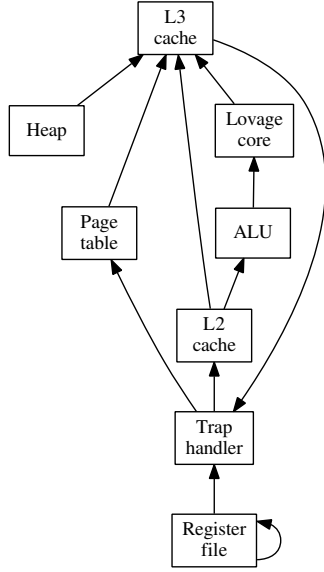 L3
cache
Heap
Lovage
core
Page
table
ALU
L2
cache
Trap
handler
Register
file